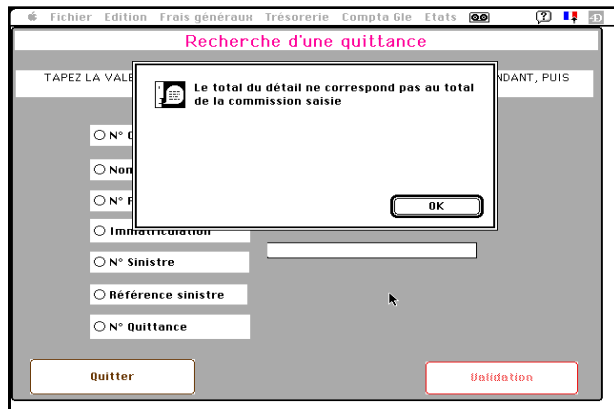 Fichier Edition Frais généraux Trésorerie Compta Gle Etats
Recherche d'une quittance
TAPEZ LA VALE
NDANT, PUIS
Le total du détail ne correspond pas au total
de la commission saisie
OK
N°
N°
Immatriculation
N° Sinistre
Référence sinistre
N° Quittance
Quitter
Validation